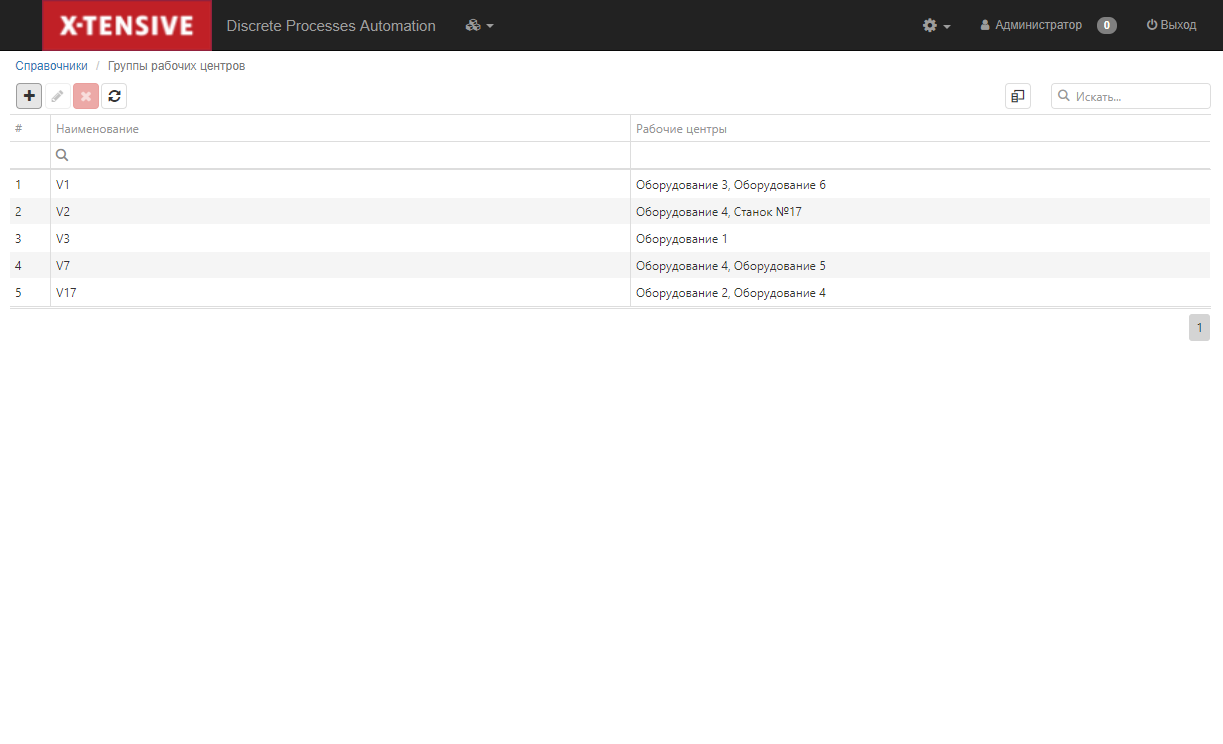 X-TENSIVE Discrete Processes Automation Администратор 0 Выход
Справочники / Группы рабочих центров
Искать...
# Наименование Рабочие центры
1 V1 Оборудование 3, Оборудование 6
2 V2 Оборудование 4, Станок №17
3 V3 Оборудование 1
4 V7 Оборудование 4, Оборудование 5
5 V17 Оборудование 2, Оборудование 4
1